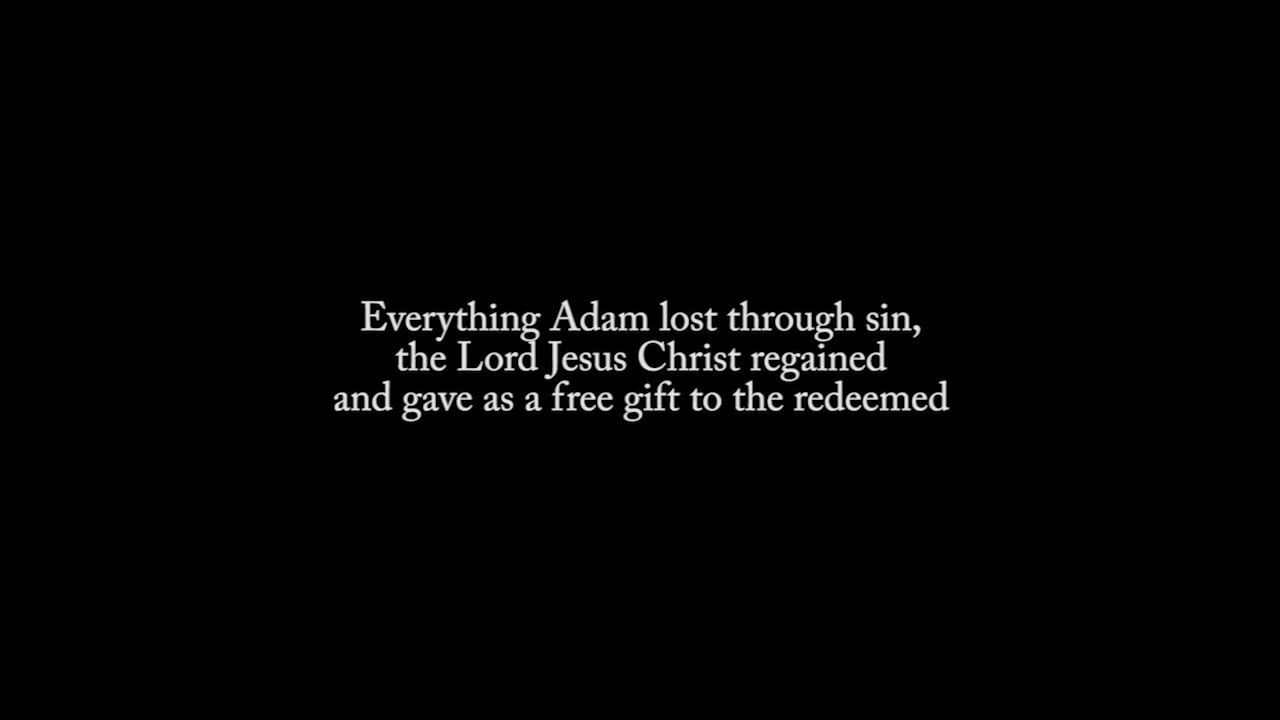 Everything Adam lost through sin,
the Lord Jesus Christ regained
and gave as a free gift to the redeemed